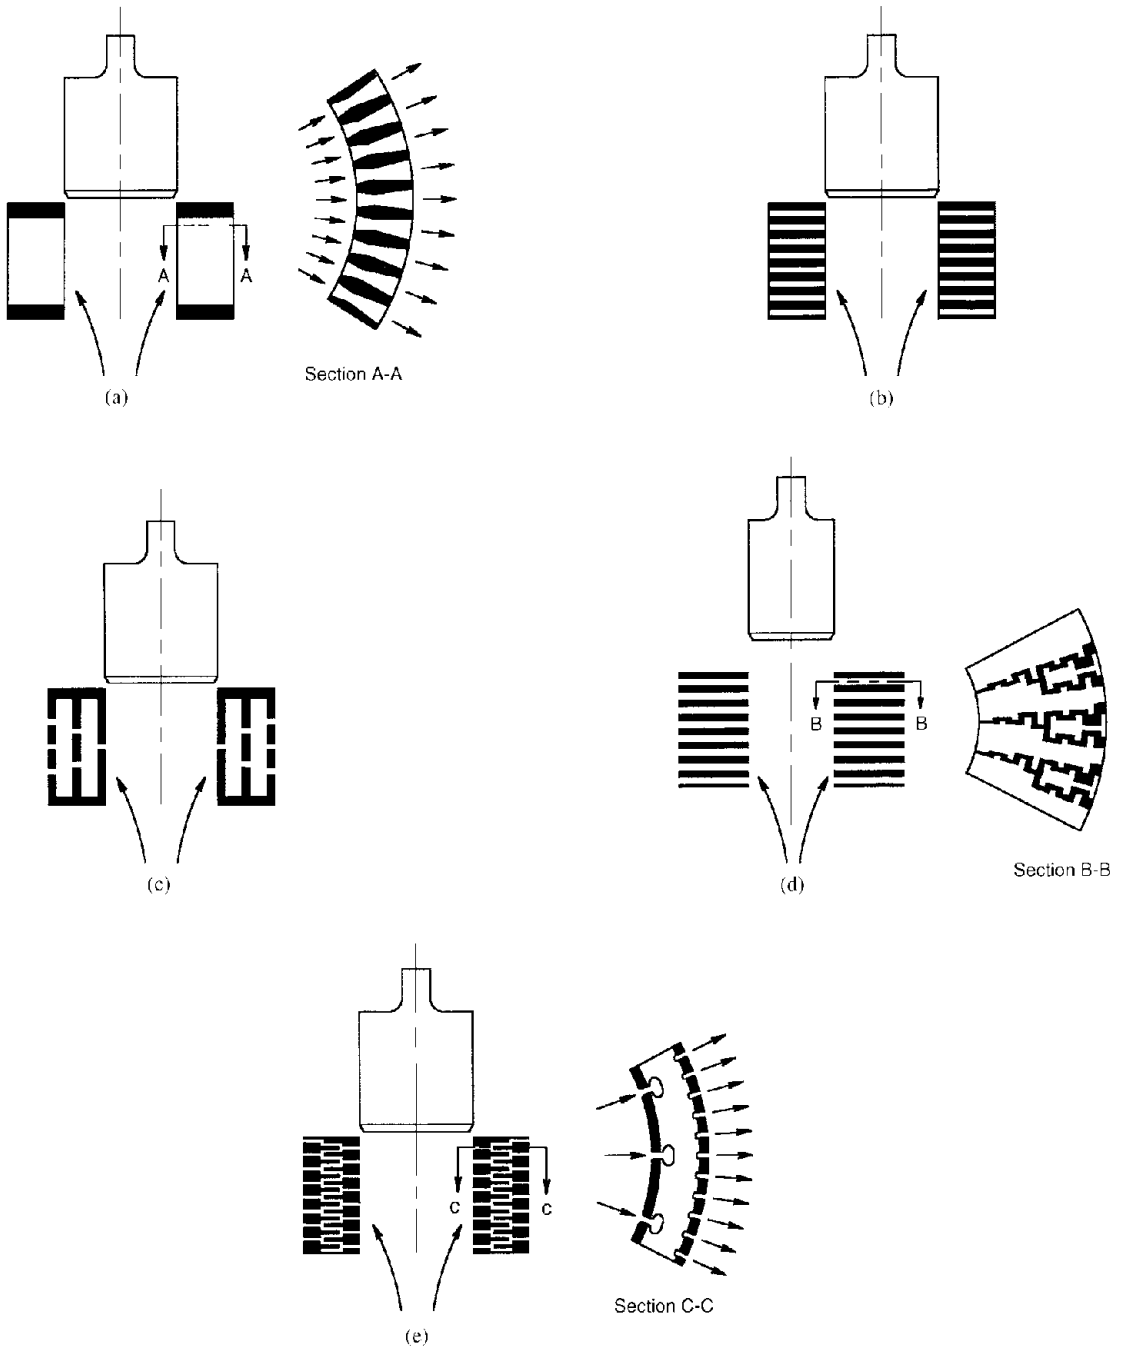 A A
Section A-A
(a)
(b)
B B
(c)
(d)
Section B-B
c c
Section C-C
(e)